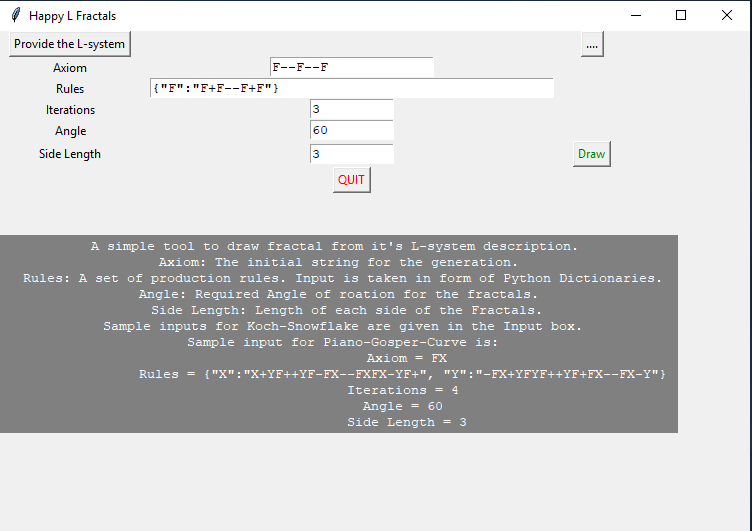 Happy L Fractals
Provide the L-system
....
Axiom
F--F--F
Rules
{"F":"F+F--F+F"}
Iterations
3
Angle
60
Side Length
3
Draw
QUIT
A simple tool to draw fractal from it's L-system description.
Axiom: The initial string for the generation.
Rules: A set of production rules. Input is taken in form of Python Dictionaries.
Angle: Required Angle of roation for the fractals.
Side Length: Length of each side of the Fractals.
Sample inputs for Koch-Snowflake are given in the Input box.
Sample input for Piano-Gosper-Curve is:
Axiom = FX
Rules = {"X":"X+YF++YF-FX--FXFX-YF+", "Y":"-FX+YFYF++YF+FX--FX-Y"}
Iterations = 4
Angle = 60
Side Length = 3